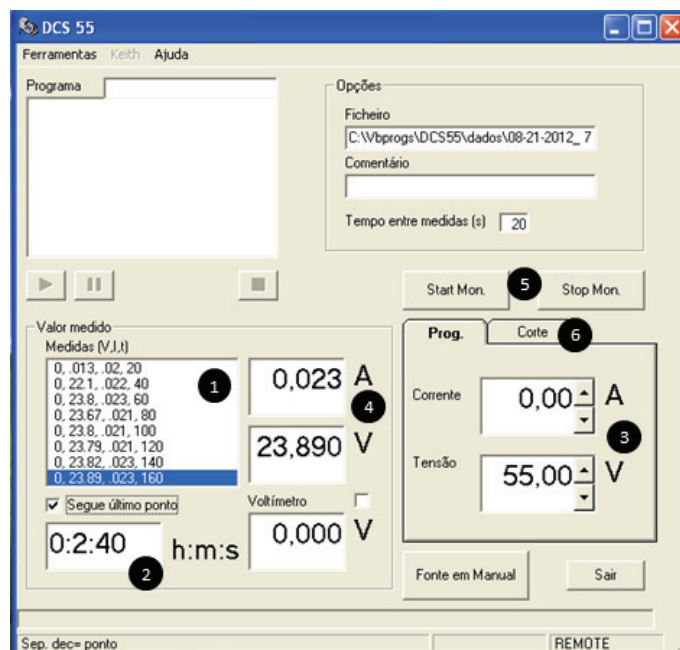 DCS 55
Ferramentas Keith Ajuda
Programa
Opções
Ficheiro
C:\Vbprogs\DCS55\dados\08-21-2012_ 7
Comentário
Tempo entre medidas (s) 20
Start Mon. 5 Stop Mon.
Valor medido
Medidas (V,I,t)
0, .013, .02, 20
0, 22.1, .022, 40
0, 23.8, .023, 60
0, 23.67, .021, 80
0, 23.8, .021, 100
0, 23.79, .021, 120
0, 23.82, .023, 140
0, 23.89, .023, 160
1
0,023 A
4
23,890 V
Segue último ponto
0:2:40 h:m:s
2
Voltímetro
0,000 V
Prog. Corte 6
Corrente 0,00 A
3
Tensão 55,00 V
Fonte em Manual Sair
Sep. dec= ponto REMOTE